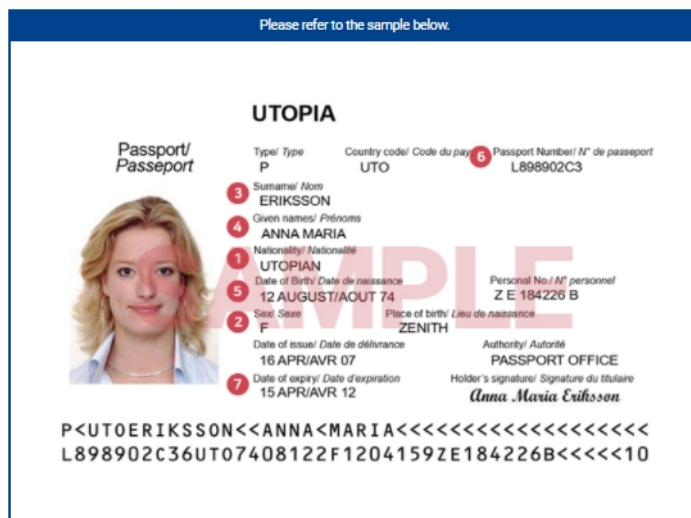 Please refer to the sample below.
UTOPIA
Passport/
Passeport
Type/ Type
Country code/ Code du pay
6
Passport Number/ N° de passeport
P
UTO
L898902C3
3
Surname/ Nom
ERIKSSON
4
Given names/ Prénoms
ANNA MARIA
1
Nationality/ Nationalité
UTOPIAN
SAMPLE
5
Date of Birth/ Date de naissance
Personal No./ N° personnel
12 AUGUST/AOUT 74
Z E 184226 B
2
Sex/ Sexe
Place of birth/ Lieu de naissance
F
ZENITH
Date of issue/ Date de délivrance
Authority/ Autorité
16 APR/AVR 07
PASSPORT OFFICE
7
Date of expiry/ Date d'expiration
Holder's signature/ Signature du titulaire
15 APR/AVR 12
Anna Maria Eriksson
P<UTOERIKSSON<<ANNA<MARIA<<<<<<<<<<<<<<<<<<<
L898902C36UTO7408122F1204159ZE184226B<<<<<10